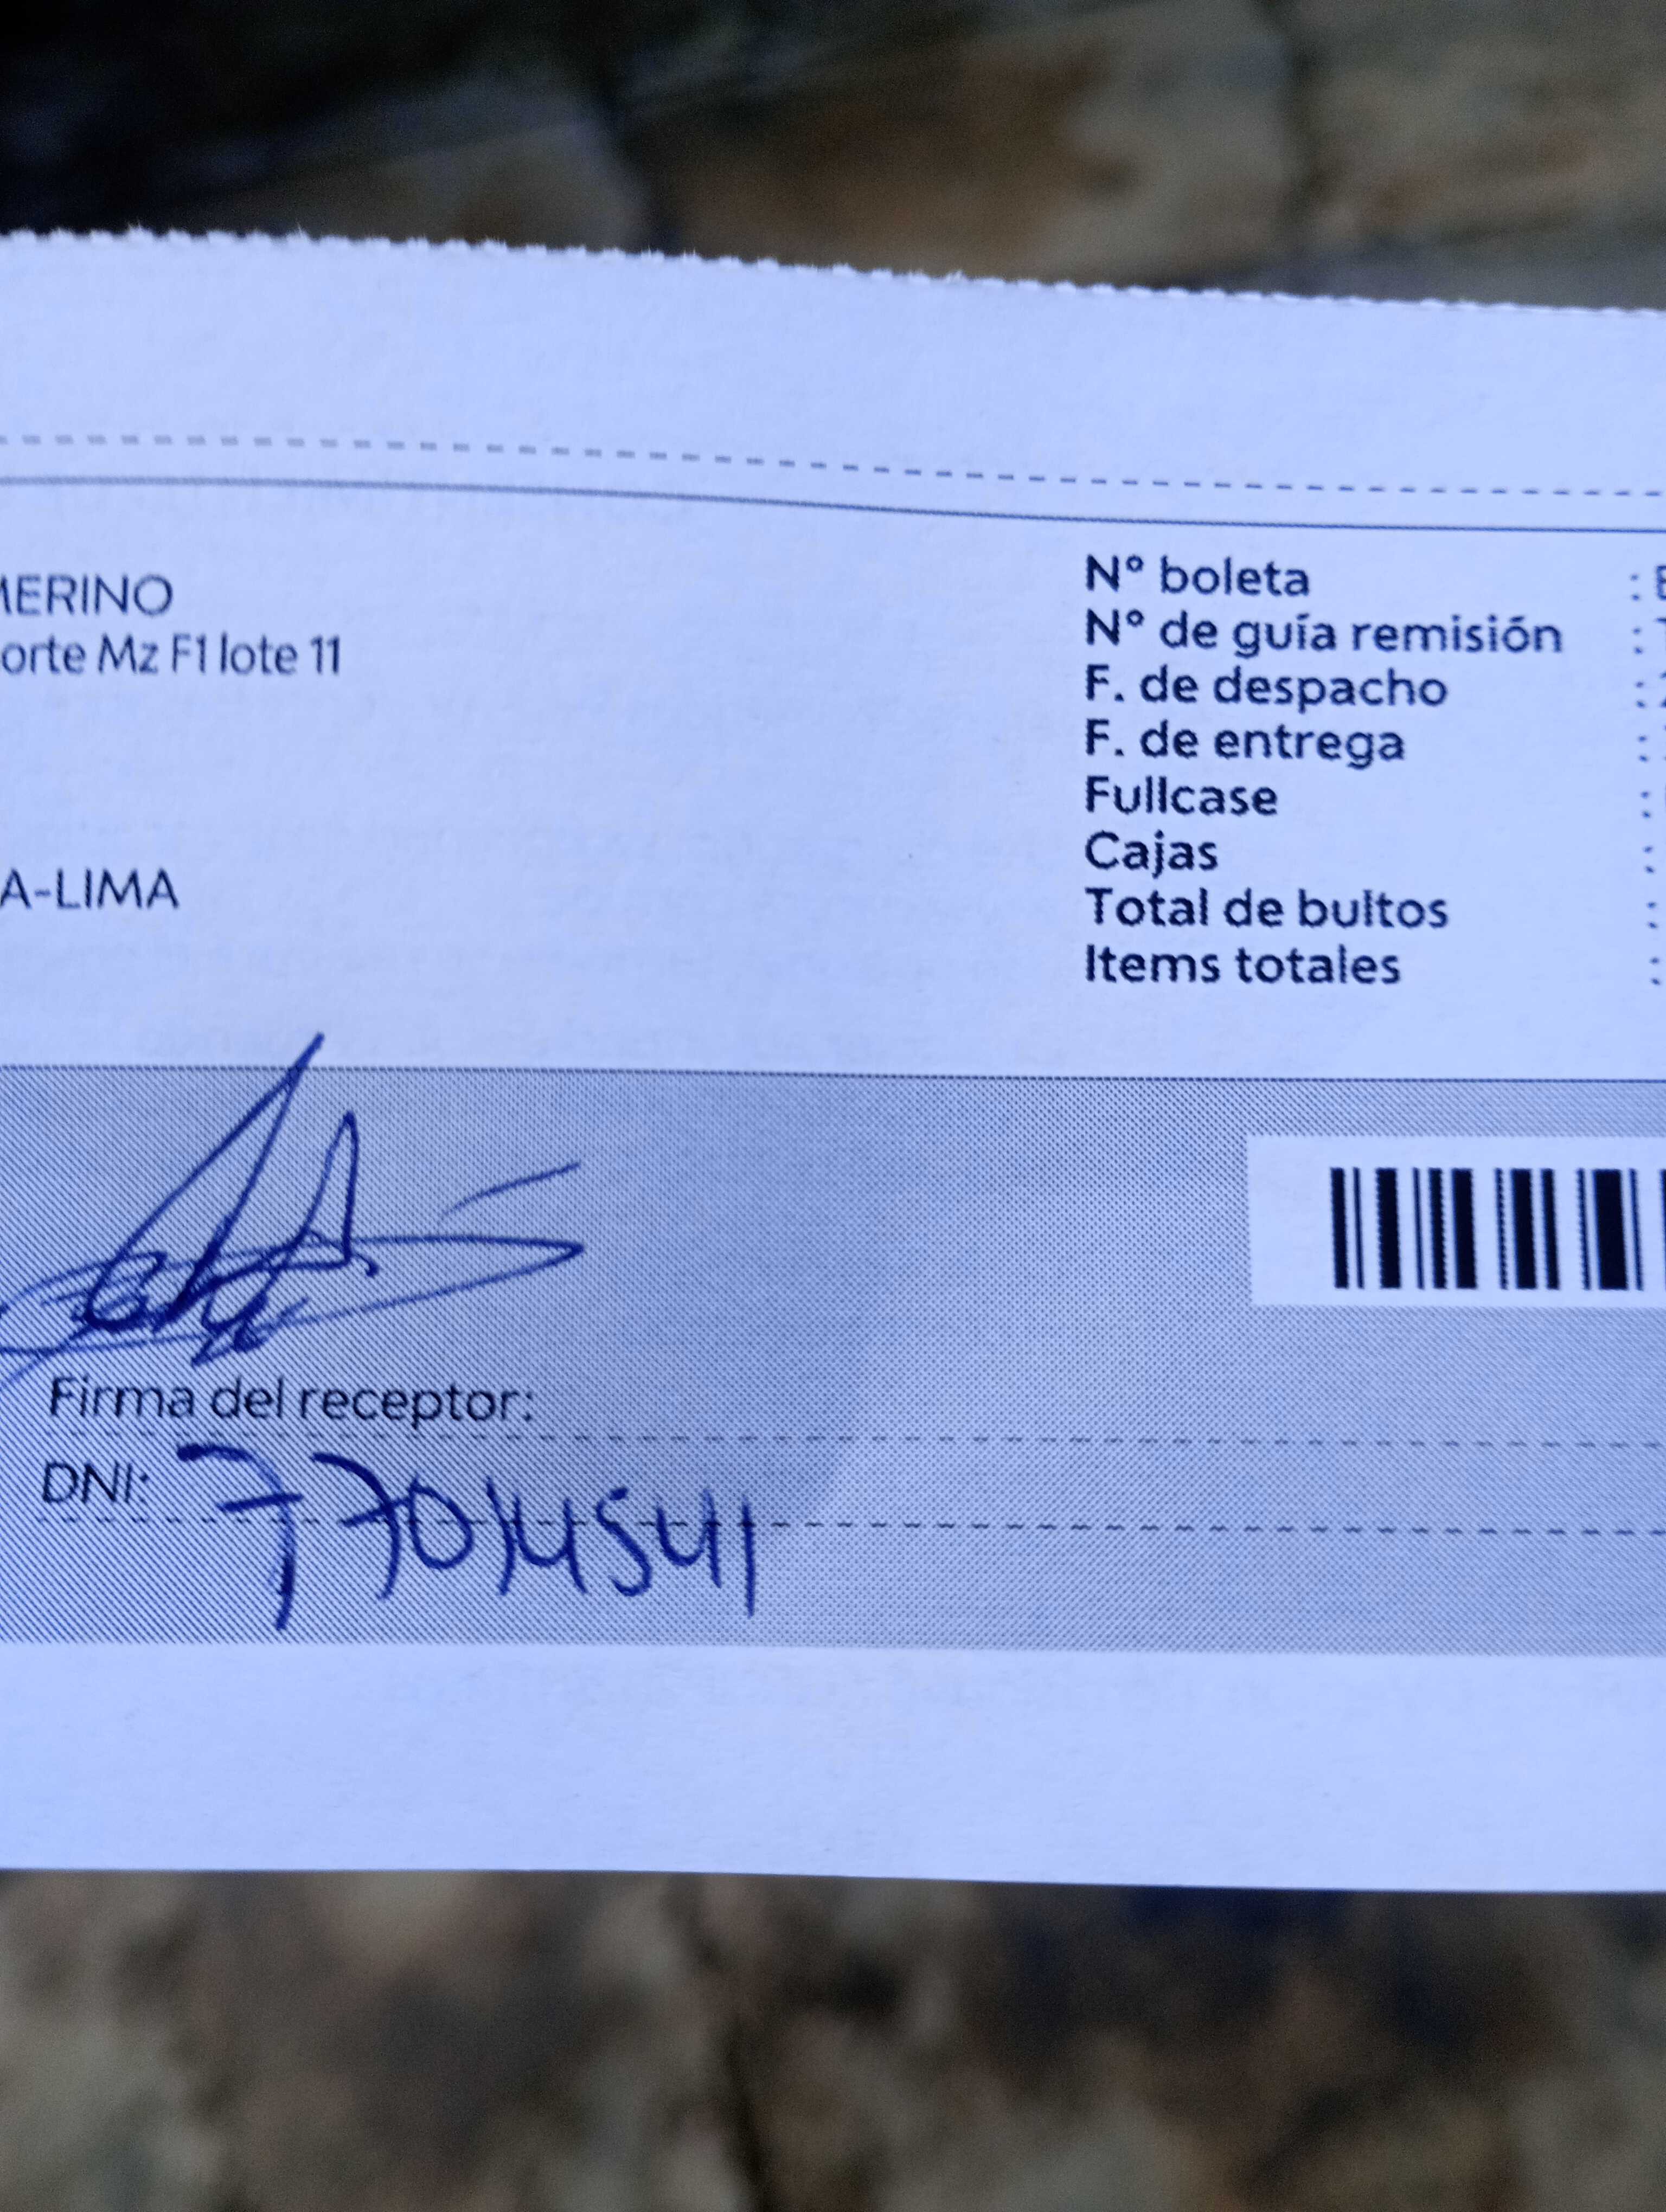 MERINO
orte Mz F1 lote 11
A-LIMA
N° boleta :
N° de guía remisión :
F. de despacho :
F. de entrega :
Fullcase :
Cajas :
Total de bultos :
Items totales :
Firma del receptor:
DNI: 77014541